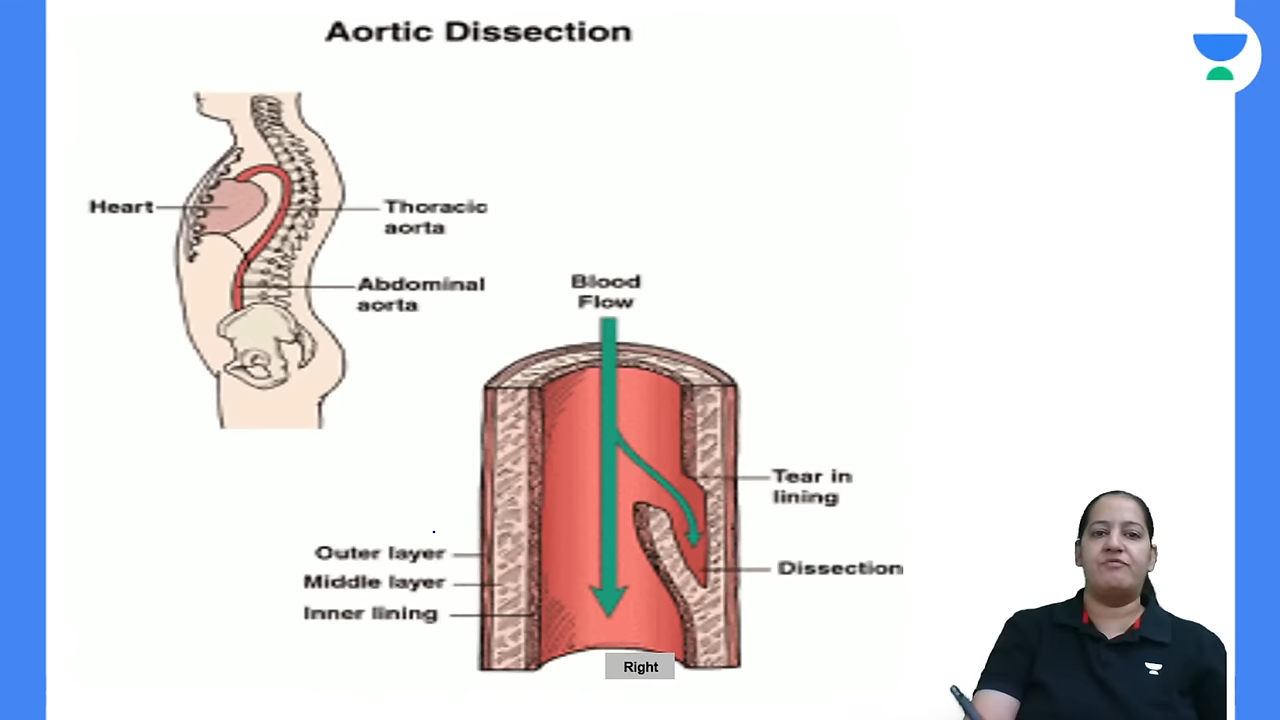 Aortic Dissection
Heart
Thoracic
aorta
Abdominal
aorta
Blood
Flow
Tear in
lining
Outer layer
Middle layer
Inner lining
Dissection
Right